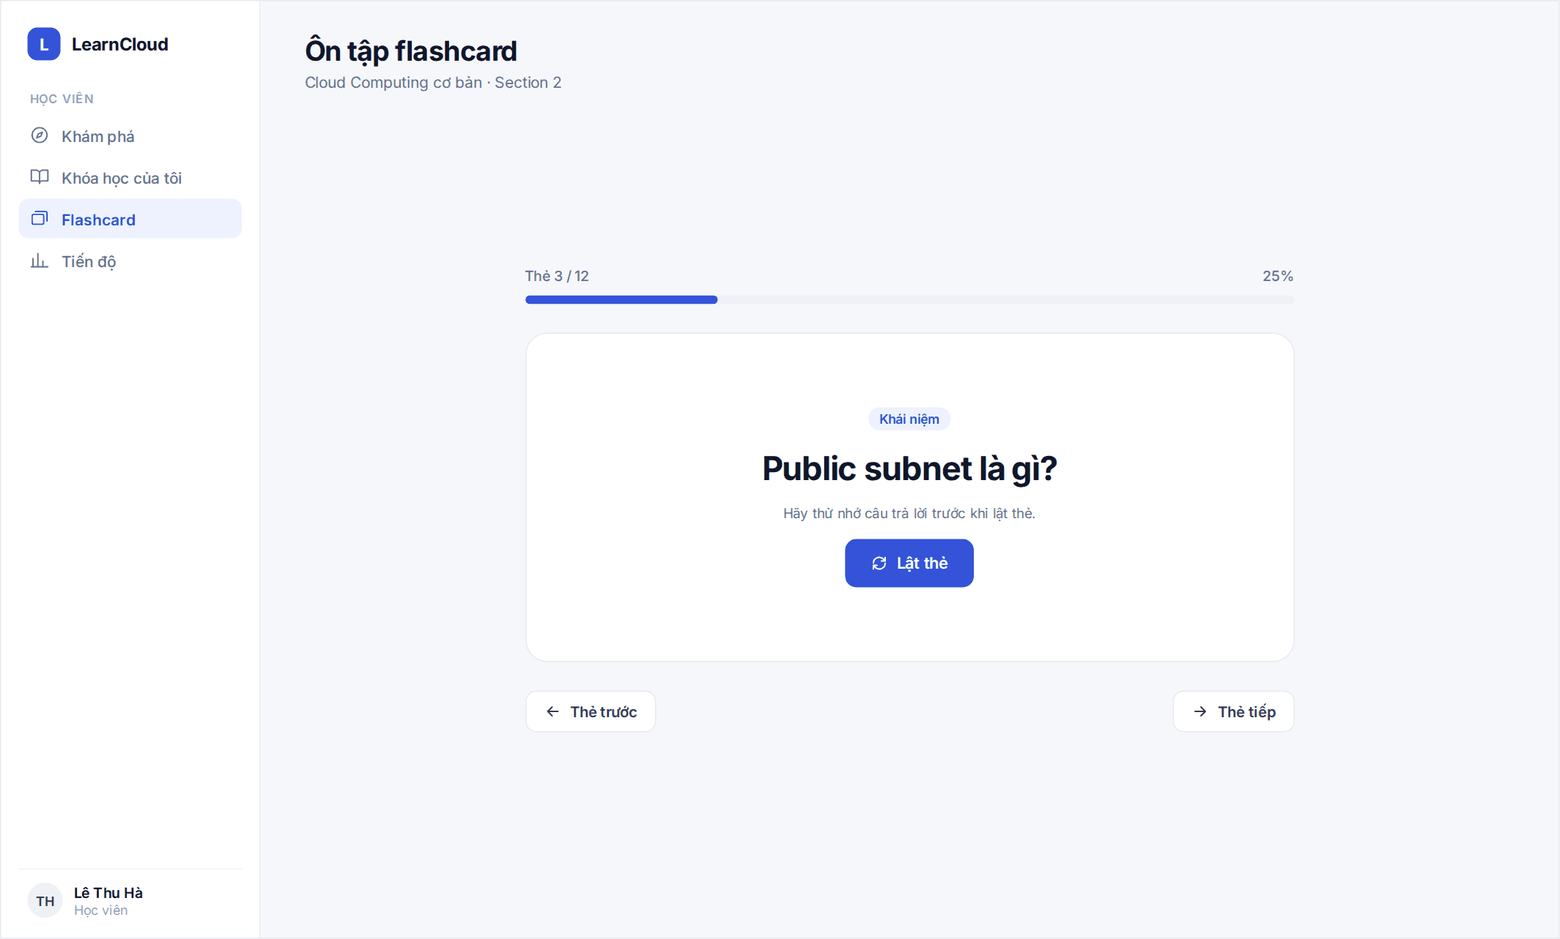 L
LearnCloud
HỌC VIÊN
Khám phá
Khóa học của tôi
Flashcard
Tiến độ
Ôn tập flashcard
Cloud Computing cơ bản · Section 2
Thẻ 3 / 12
25%
Khái niệm
Public subnet là gì?
Hãy thử nhớ câu trả lời trước khi lật thẻ.
Lật thẻ
Thẻ trước
Thẻ tiếp
TH
Lê Thu Hà
Học viên